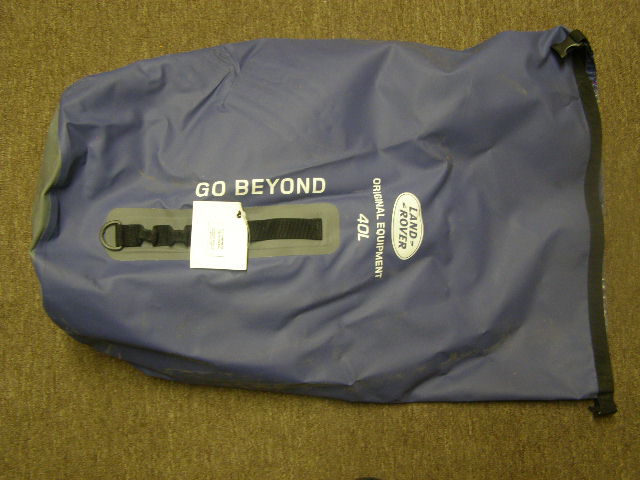 GO BEYOND
LAND-
-ROVER
ORIGINAL EQUIPMENT
40L